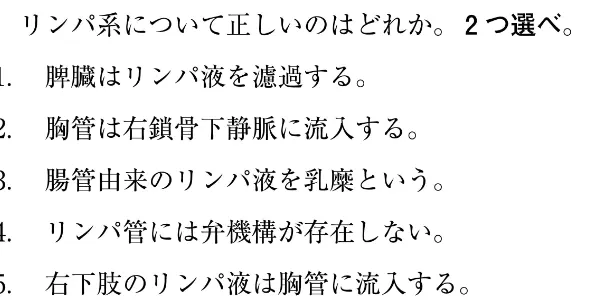 リンパ系について正しいのはどれか。2つ選べ。
1. 脾臓はリンパ液を濾過する。
2. 胸管は右鎖骨下静脈に流入する。
3. 腸管由来のリンパ液を乳糜という。
4. リンパ管には弁機構が存在しない。
5. 右下肢のリンパ液は胸管に流入する。